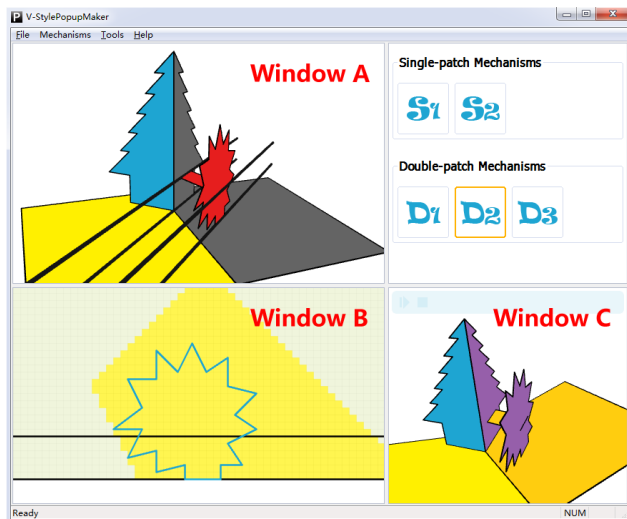 V-StylePopupMaker
File Mechanisms Tools Help
Window A
Single-patch Mechanisms
S1 S2
Double-patch Mechanisms
D1 D2 D3
Window B
Window C
Ready NUM